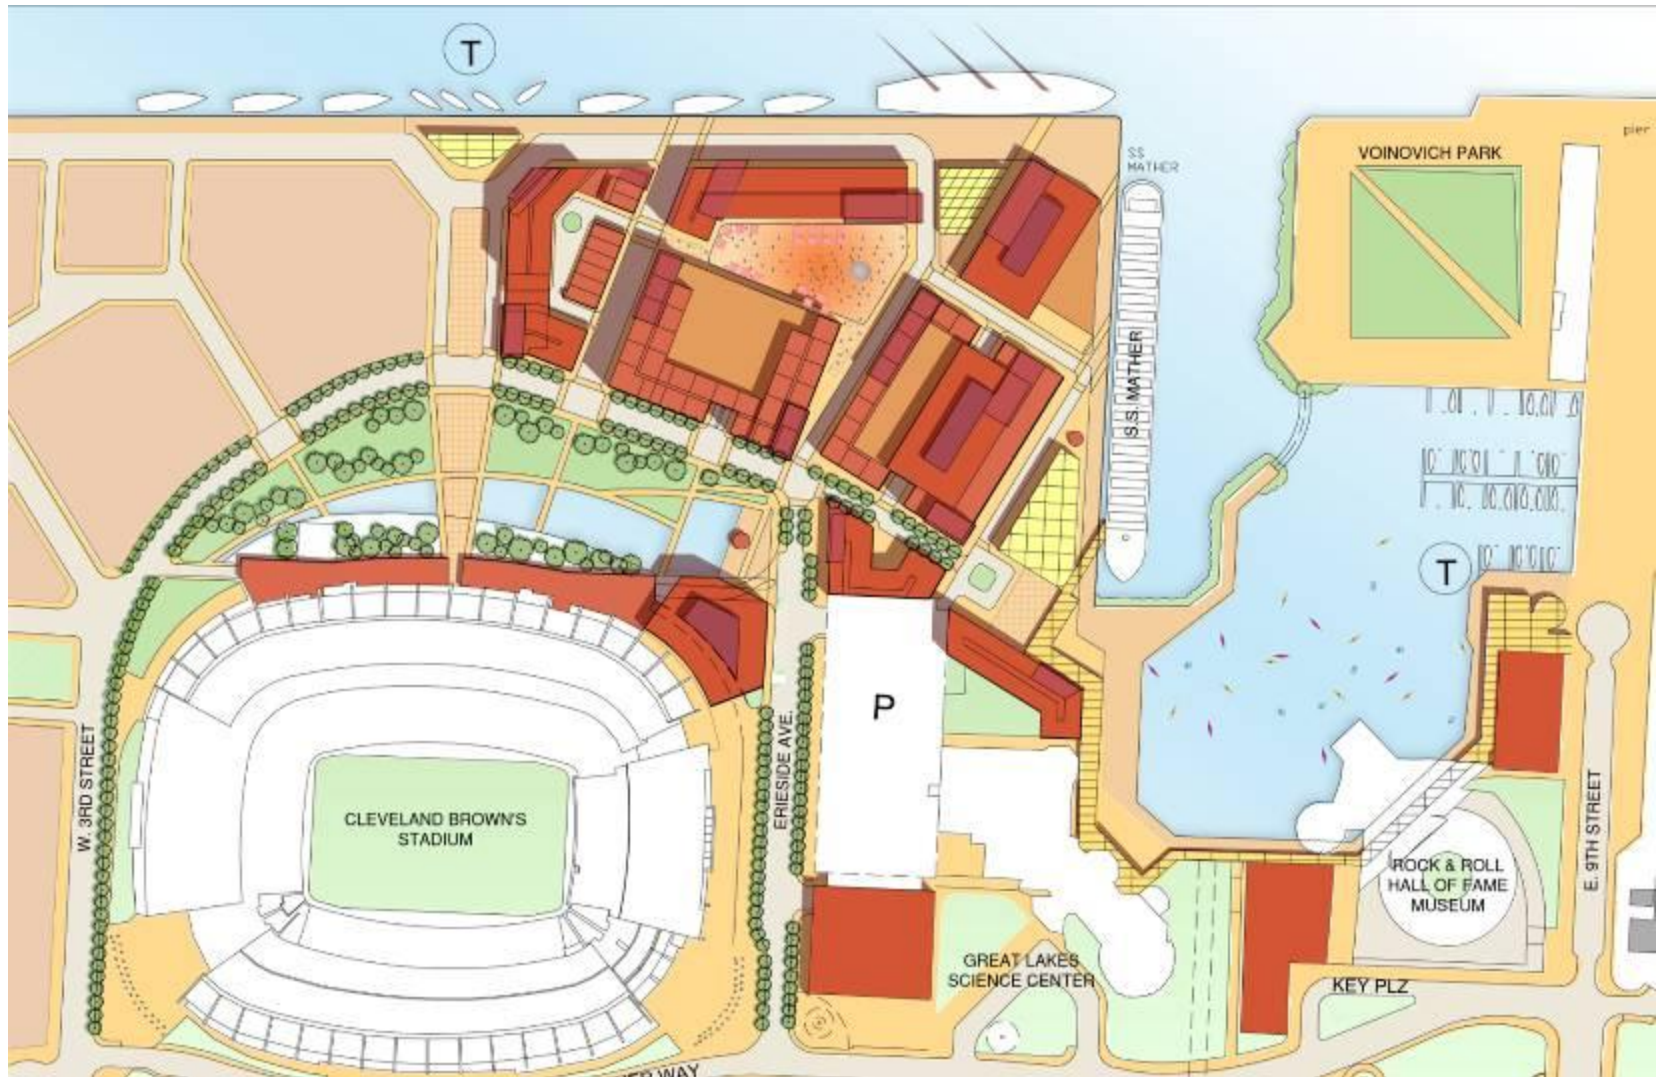 T
pier
VOINOVICH PARK
SS
MATHER
S.S. MATHER
T
P
W. 3RD STREET
ERIESIDE AVE.
CLEVELAND BROWN'S
STADIUM
E. 9TH STREET
ROCK & ROLL
HALL OF FAME
MUSEUM
GREAT LAKES
SCIENCE CENTER
KEY PLZ
WAY